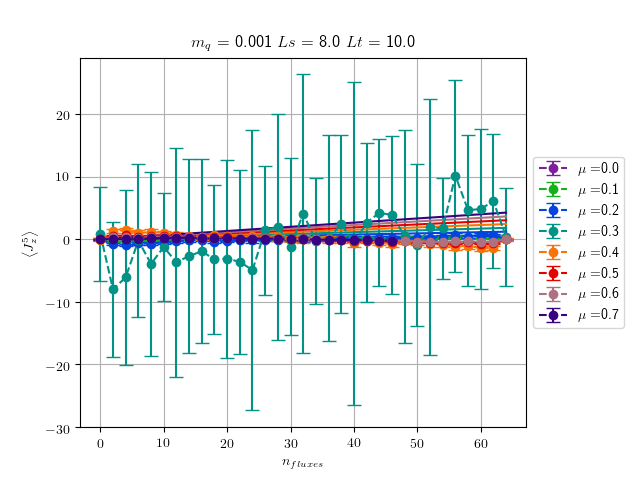 m_q = 0.001 Ls = 8.0 Lt = 10.0
⟨J_z^5⟩
20
10
0
−10
−20
−30
0
10
20
30
40
50
60
n_fluxes
μ =0.0
μ =0.1
μ =0.2
μ =0.3
μ =0.4
μ =0.5
μ =0.6
μ =0.7